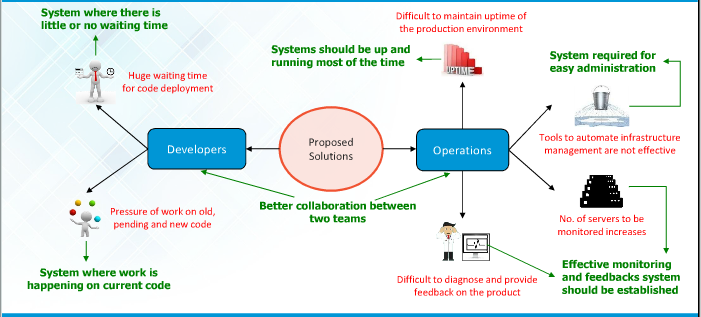 System where there is
little or no waiting time
Huge waiting time
for code deployment
Developers
Pressure of work on old,
pending and new code
System where work is
happening on current code
Proposed
Solutions
Better collaboration between
two teams
Difficult to maintain uptime of
the production environment
Systems should be up and
running most of the time
UPTIME
Operations
System required for
easy administration
Tools to automate infrastructure
management are not effective
No. of servers to be
monitored increases
Difficult to diagnose and provide
feedback on the product
Effective monitoring
and feedbacks system
should be established